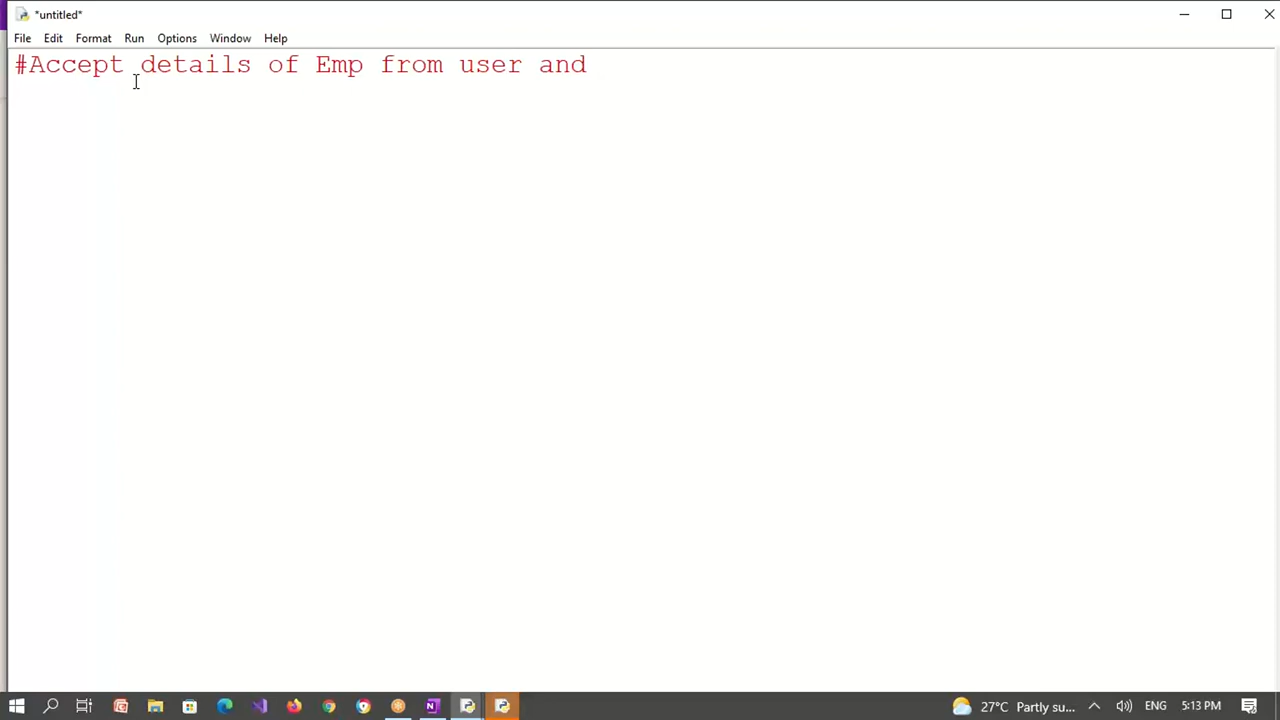 *untitled*
File Edit Format Run Options Window Help
#Accept details of Emp from user and
27°C Partly su... ENG 5:13 PM